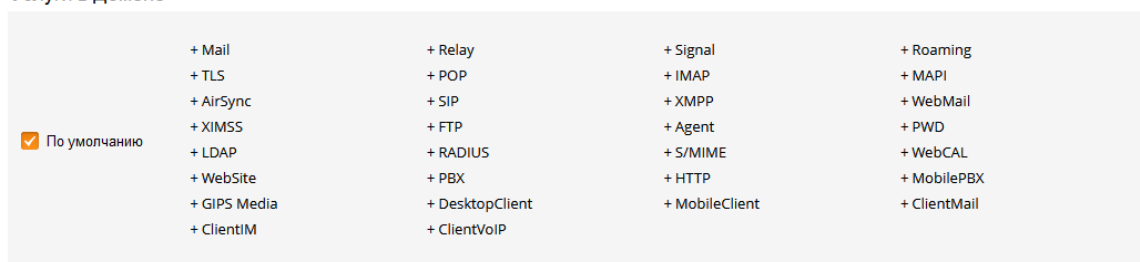 + Mail + Relay + Signal + Roaming
+ TLS + POP + IMAP + MAPI
+ AirSync + SIP + XMPP + WebMail
+ XIMSS + FTP + Agent + PWD
По умолчанию
+ LDAP + RADIUS + S/MIME + WebCAL
+ WebSite + PBX + HTTP + MobilePBX
+ GIPS Media + DesktopClient + MobileClient + ClientMail
+ ClientIM + ClientVoIP